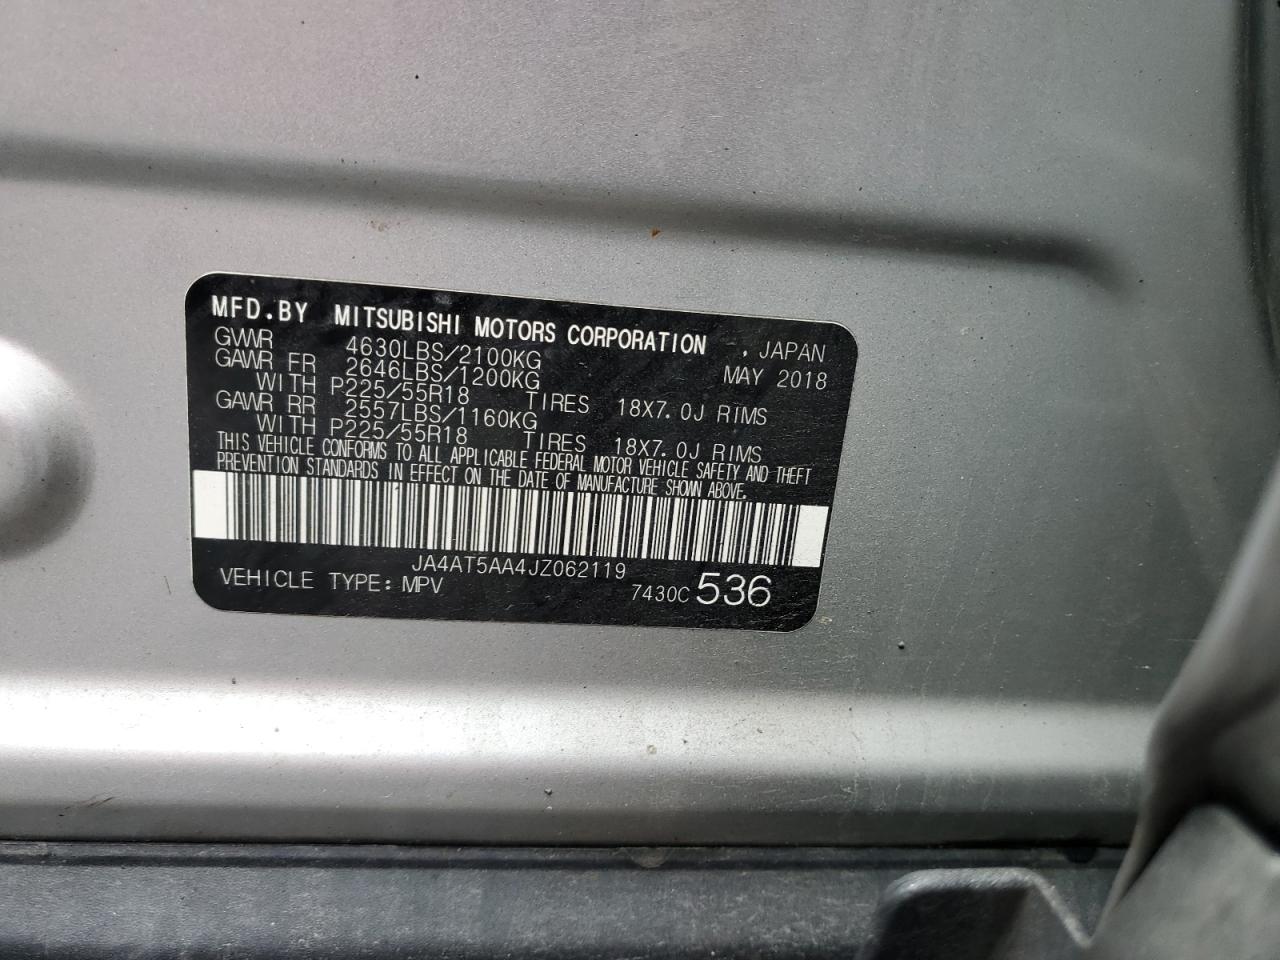 MFD.BY MITSUBISHI MOTORS CORPORATION , JAPAN
GVWR 4630LBS/2100KG MAY 2018
GAWR FR 2646LBS/1200KG
WITH P225/55R18 TIRES 18X7.0J RIMS
GAWR RR 2557LBS/1160KG
WITH P225/55R18 TIRES 18X7.0J RIMS
THIS VEHICLE CONFORMS TO ALL APPLICABLE FEDERAL MOTOR VEHICLE SAFETY AND THEFT
PREVENTION STANDARDS IN EFFECT ON THE DATE OF MANUFACTURE SHOWN ABOVE.
JA4AT5AA4JZ062119
VEHICLE TYPE: MPV 7430C 536